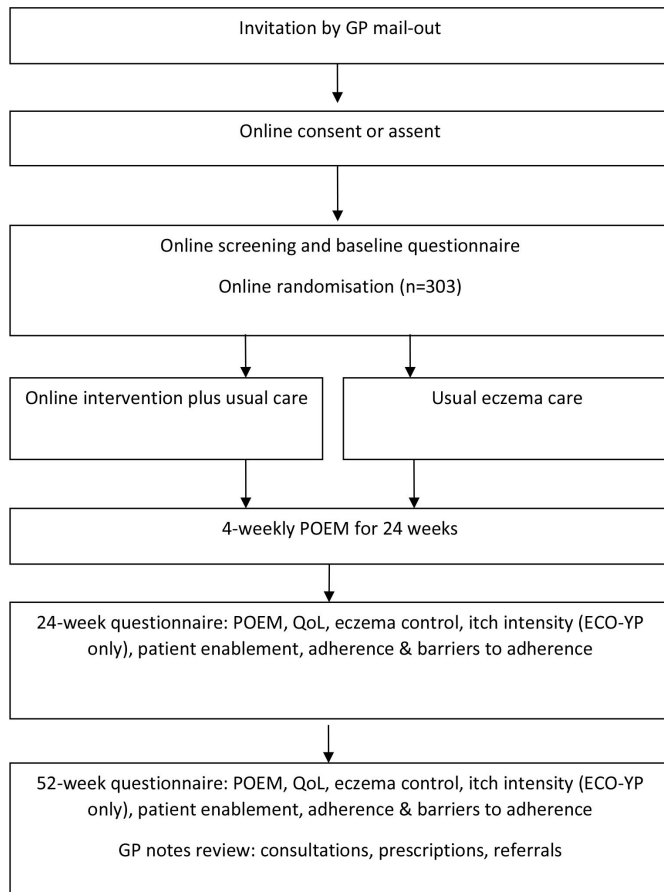 Invitation by GP mail-out
Online consent or assent
Online screening and baseline questionnaire
Online randomisation (n=303)
Online intervention plus usual care
Usual eczema care
4-weekly POEM for 24 weeks
24-week questionnaire: POEM, QoL, eczema control, itch intensity (ECO-YP
only), patient enablement, adherence & barriers to adherence
52-week questionnaire: POEM, QoL, eczema control, itch intensity (ECO-YP
only), patient enablement, adherence & barriers to adherence
GP notes review: consultations, prescriptions, referrals